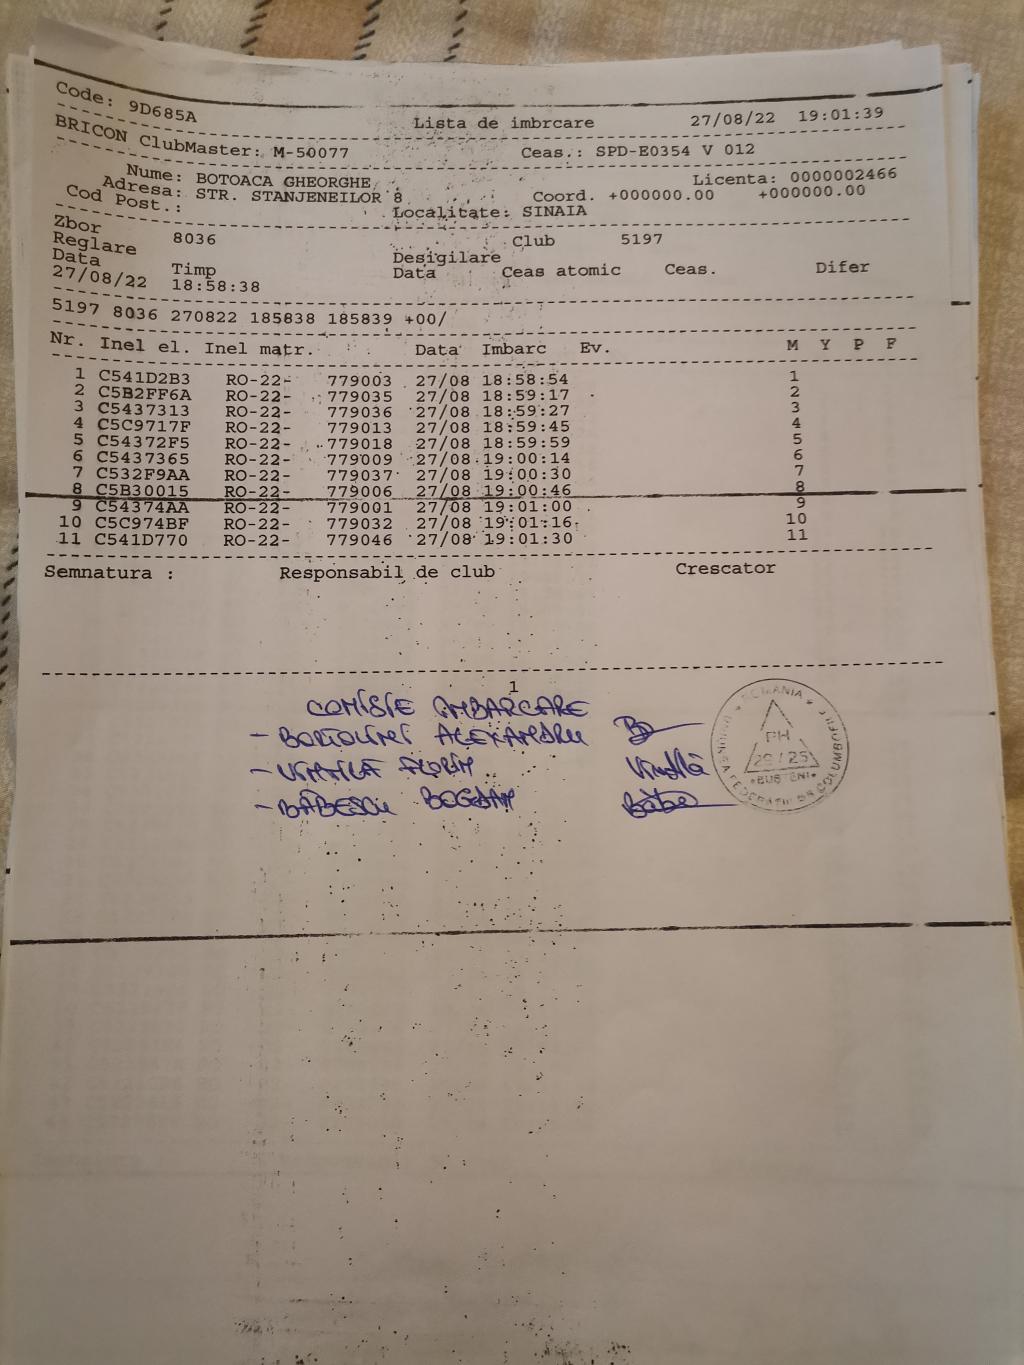 Code: 9D685A Lista de imbrcare 27/08/22 19:01:39
BRICON ClubMaster: M-50077 Ceas.: SPD-E0354 V 012
Nume: BOTOACA GHEORGHE Licenta: 0000002466
Adresa: STR. STANJENEILOR 8 Coord. +000000.00 +000000.00
Cod Post.: Localitate: SINAIA
Zbor 8036 Club 5197
Reglare Desigilare
Data Timp Data Ceas atomic Ceas. Difer
27/08/22 18:58:38
5197 8036 270822 185838 185839 +00/
Nr. Inel el. Inel matr. Data Imbarc Ev. M Y P F
1 C541D2B3 RO-22- 779003 27/08 18:58:54 1
2 C5B2FF6A RO-22- 779035 27/08 18:59:17 2
3 C5437313 RO-22- 779036 27/08 18:59:27 3
4 C5C9717F RO-22- 779013 27/08 18:59:45 4
5 C54372F5 RO-22- 779018 27/08 18:59:59 5
6 C5437365 RO-22- 779009 27/08 19:00:14 6
7 C532F9AA RO-22- 779037 27/08 19:00:30 7
8 C5B30015 RO-22- 779006 27/08 19:00:46 8
9 C54374AA RO-22- 779001 27/08 19:01:00 9
10 C5C974BF RO-22- 779032 27/08 19:01:16 10
11 C541D770 RO-22- 779046 27/08 19:01:30 11
Semnatura : Responsabil de club Crescator
1
COMISIE IMBARCARE
- ALEXANDRU
- FLORIN
- BĂBESCU BOGDAN
ROMANIA
PH
29/25
BUSTENI